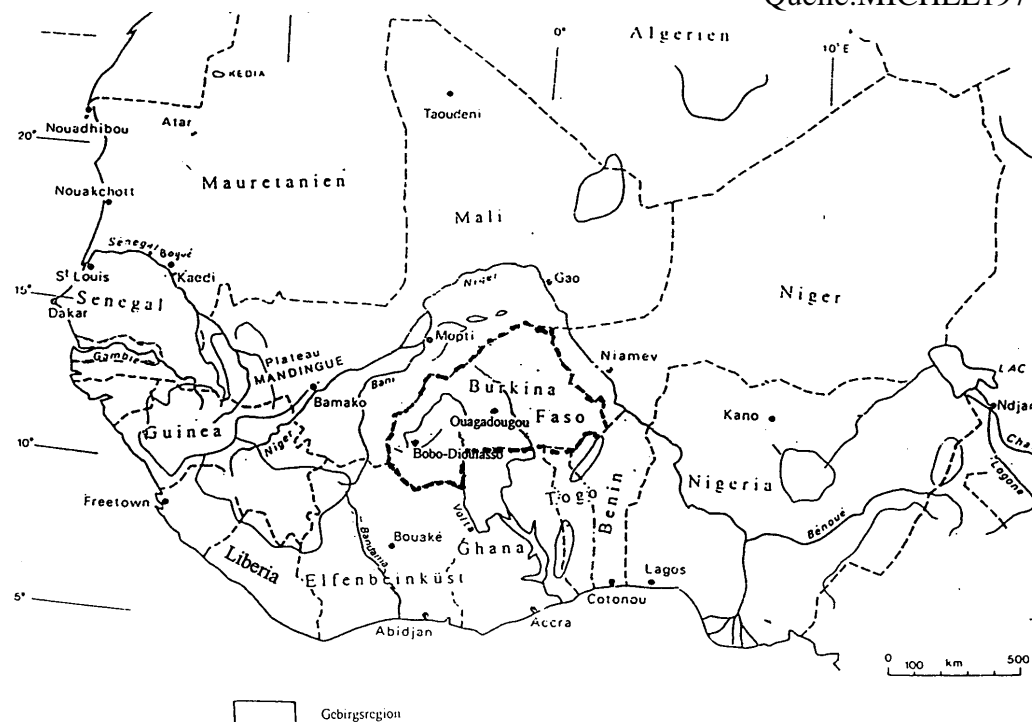 Quelle:MICHEL197
0°
Algerien
10°E
KEDIA
Taoudeni
Nouadhibou
Atar
20°
Mauretanien
Nouakchott
Mali
Sénégal
Bogué
St Louis
Kaedi
Niger
Gao
15°
Senegal
Niger
Dakar
Mopti
Plateau
MANDINGUE
Gambie
Niamey
LAC
Bani
Burkina
Bamako
Faso
Kano
Ndja
Ouagadougou
Guinea
Cha
10°
Niger
Bobo-Dioulasso
Logone
Togo
Benin
Nigeria
Freetown
Volta
Bénoué
Bouaké
Ghana
Bandama
Liberia
Elfenbeinküst
Lagos
5°
Cotonou
Abidjan
Accra
0 100 km 500
Gebirgsregion